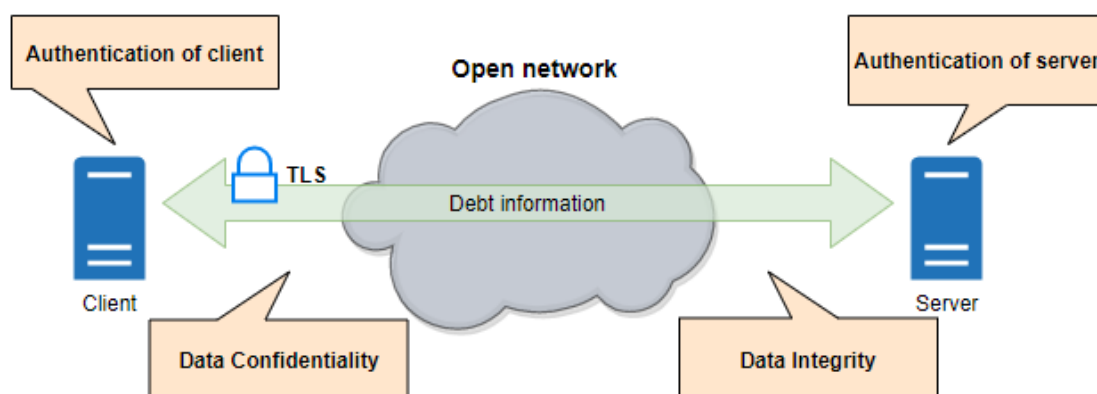 Authentication of client
Open network
Authentication of server
TLS
Debt information
Client
Server
Data Confidentiality
Data Integrity